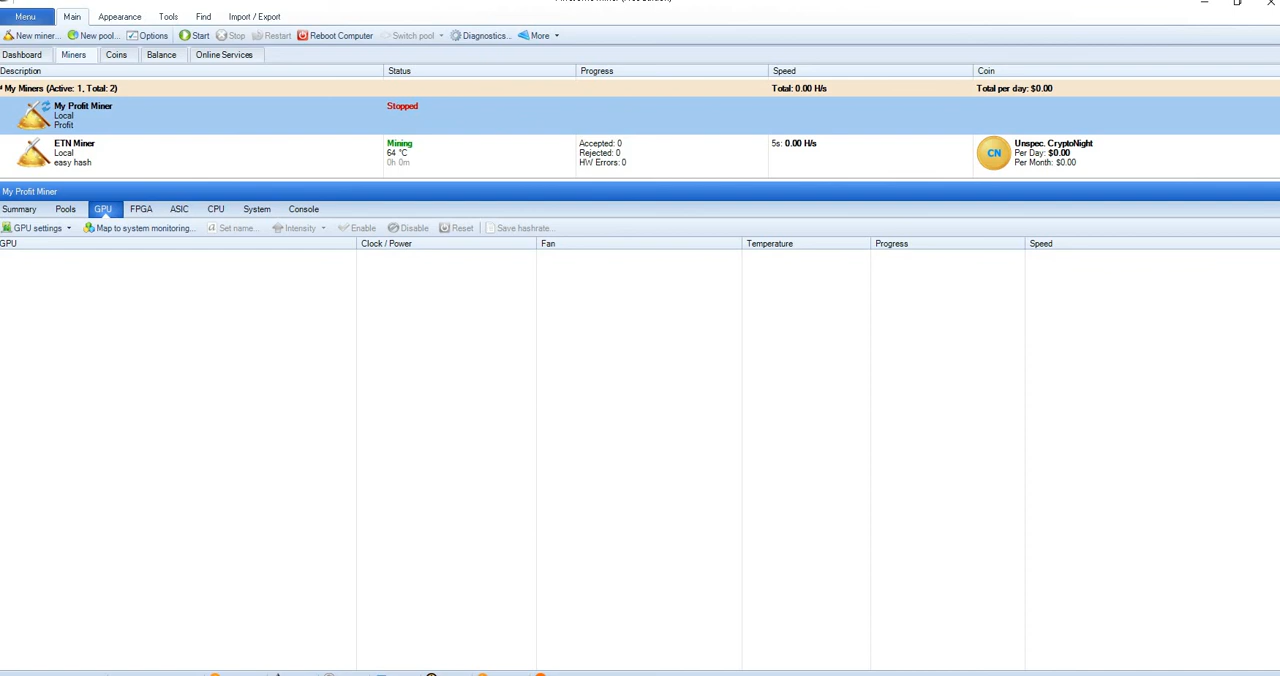 Menu Main Appearance Tools Find Import / Export
New miner... New pool... Options Start Stop Restart Reboot Computer Switch pool Diagnostics... More
Dashboard Miners Coins Balance Online Services
Description Status Progress Speed Coin
My Miners (Active: 1, Total: 2) Total: 0.00 H/s Total per day: $0.00
My Profit Miner Stopped
Local
Profit
ETN Miner Mining Accepted: 0 5s: 0.00 H/s Unspec. CryptoNight
Local 64 °C Rejected: 0 CN Per Day: $0.00
easy hash 0h 0m HW Errors: 0 Per Month: $0.00
My Profit Miner
Summary Pools GPU FPGA ASIC CPU System Console
GPU settings Map to system monitoring... Set name... Intensity Enable Disable Reset Save hashrate...
GPU Clock / Power Fan Temperature Progress Speed